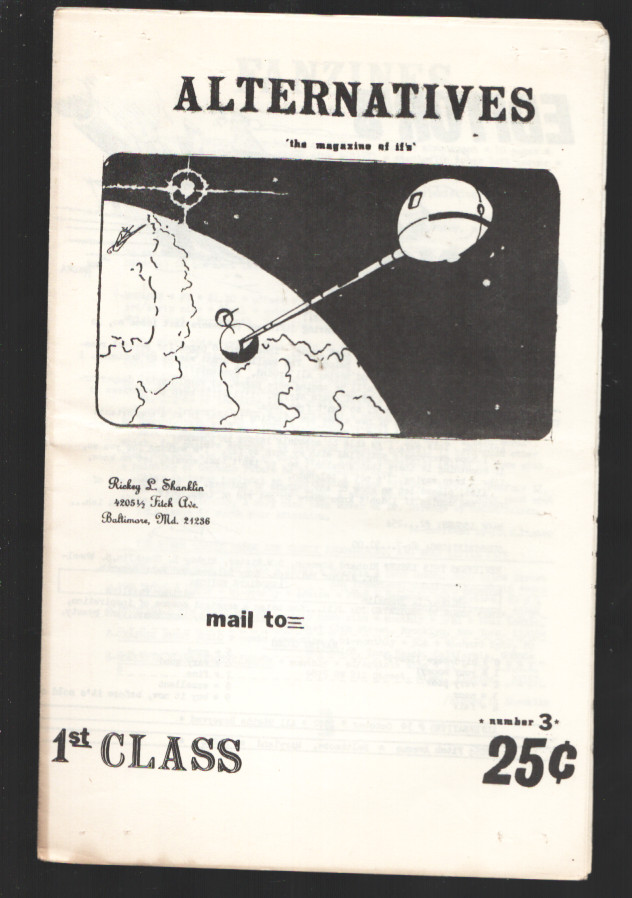 ALTERNATIVES
'the magazine of if's'
Rickey L. Shanklin
4205½ Fitch Ave.
Baltimore, Md. 21236
mail to
* number 3 *
1st CLASS
25¢